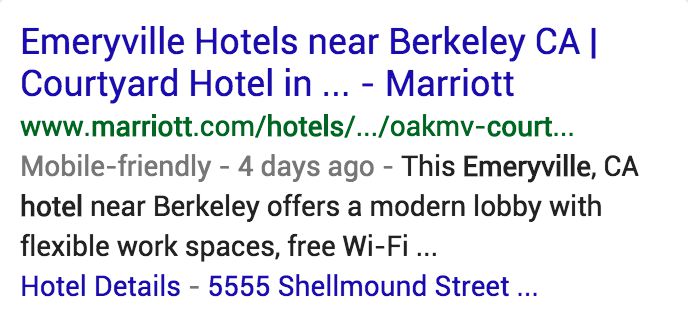 Emeryville Hotels near Berkeley CA |
Courtyard Hotel in ... - Marriott
www.marriott.com/hotels/.../oakmv-court...
Mobile-friendly - 4 days ago - This Emeryville, CA
hotel near Berkeley offers a modern lobby with
flexible work spaces, free Wi-Fi ...
Hotel Details - 5555 Shellmound Street ...